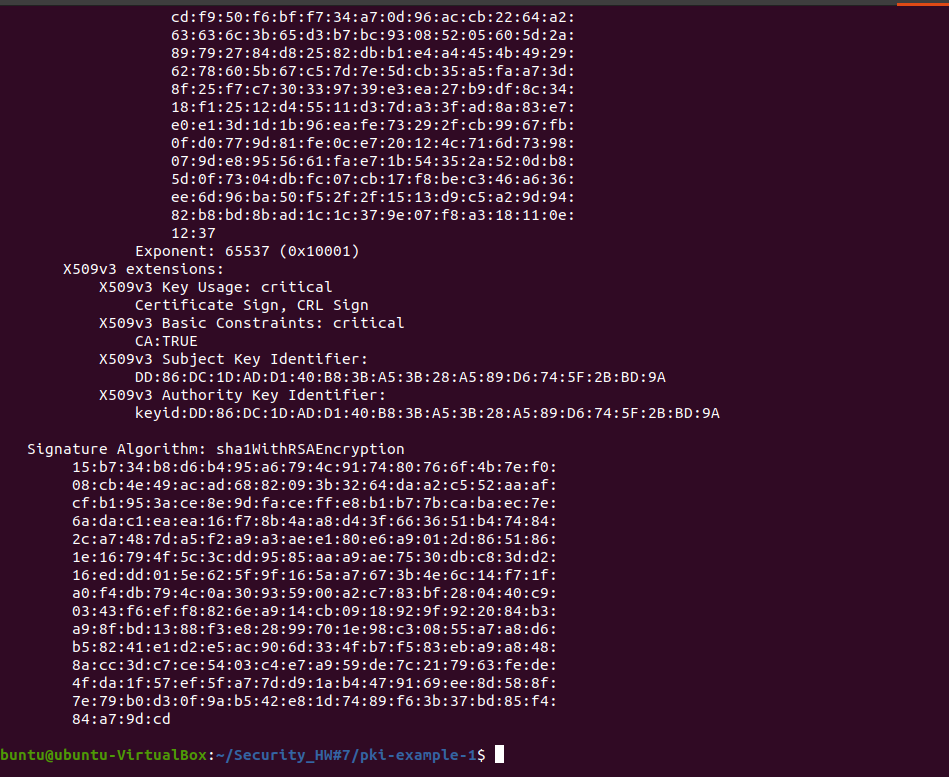 cd:f9:50:f6:bf:f7:34:a7:0d:96:ac:cb:22:64:a2:
63:63:6c:3b:65:d3:b7:bc:93:08:52:05:60:5d:2a:
89:79:27:84:d8:25:82:db:b1:e4:a4:45:4b:49:29:
62:78:60:5b:67:c5:7d:7e:5d:cb:35:a5:fa:a7:3d:
8f:25:f7:c7:30:33:97:39:e3:ea:27:b9:df:8c:34:
18:f1:25:12:d4:55:11:d3:7d:a3:3f:ad:8a:83:e7:
e0:e1:3d:1d:1b:96:ea:fe:73:29:2f:cb:99:67:fb:
0f:d0:77:9d:81:fe:0c:e7:20:12:4c:71:6d:73:98:
07:9d:e8:95:56:61:fa:e7:1b:54:35:2a:52:0d:b8:
5d:0f:73:04:db:fc:07:cb:17:f8:be:c3:46:a6:36:
ee:6d:96:ba:50:f5:2f:2f:15:13:d9:c5:a2:9d:94:
82:b8:bd:8b:ad:1c:1c:37:9e:07:f8:a3:18:11:0e:
12:37
Exponent: 65537 (0x10001)
X509v3 extensions:
X509v3 Key Usage: critical
Certificate Sign, CRL Sign
X509v3 Basic Constraints: critical
CA:TRUE
X509v3 Subject Key Identifier:
DD:86:DC:1D:AD:D1:40:B8:3B:A5:3B:28:A5:89:D6:74:5F:2B:BD:9A
X509v3 Authority Key Identifier:
keyid:DD:86:DC:1D:AD:D1:40:B8:3B:A5:3B:28:A5:89:D6:74:5F:2B:BD:9A
Signature Algorithm: sha1WithRSAEncryption
15:b7:34:b8:d6:b4:95:a6:79:4c:91:74:80:76:6f:4b:7e:f0:
08:cb:4e:49:ac:ad:68:82:09:3b:32:64:da:a2:c5:52:aa:af:
cf:b1:95:3a:ce:8e:9d:fa:ce:ff:e8:b1:b7:7b:ca:ba:ec:7e:
6a:da:c1:ea:ea:16:f7:8b:4a:a8:d4:3f:66:36:51:b4:74:84:
2c:a7:48:7d:a5:f2:a9:a3:ae:e1:80:e6:a9:01:2d:86:51:86:
1e:16:79:4f:5c:3c:dd:95:85:aa:a9:ae:75:30:db:c8:3d:d2:
16:ed:dd:01:5e:62:5f:9f:16:5a:a7:67:3b:4e:6c:14:f7:1f:
a0:f4:db:79:4c:0a:30:93:59:00:a2:c7:83:bf:28:04:40:c9:
03:43:f6:ef:f8:82:6e:a9:14:cb:09:18:92:9f:92:20:84:b3:
a9:8f:bd:13:88:f3:e8:28:99:70:1e:98:c3:08:55:a7:a8:d6:
b5:82:41:e1:d2:e5:ac:90:6d:33:4f:b7:f5:83:eb:a9:a8:48:
8a:cc:3d:c7:ce:54:03:c4:e7:a9:59:de:7c:21:79:63:fe:de:
4f:da:1f:57:ef:5f:a7:7d:d9:1a:b4:47:91:69:ee:8d:58:8f:
7e:79:b0:d3:0f:9a:b5:42:e8:1d:74:89:f6:3b:37:bd:85:f4:
84:a7:9d:cd
buntu@ubuntu-VirtualBox:~/Security_HW#7/pki-example-1$